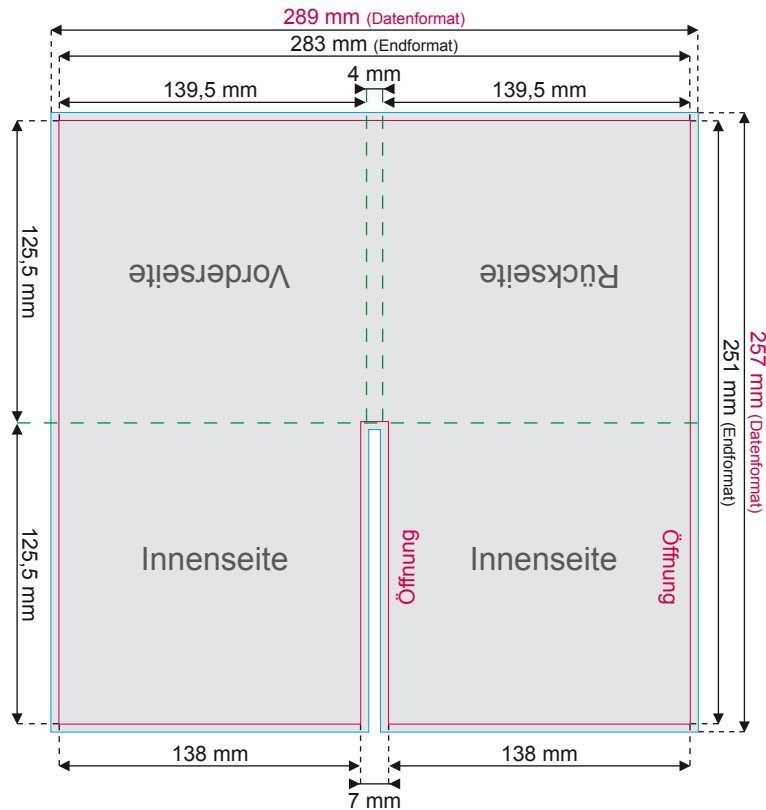 289 mm (Datenformat)
283 mm (Endformat)
4 mm
139,5 mm
139,5 mm
125,5 mm
Vorderseite
Rückseite
251 mm (Endformat)
257 mm (Datenformat)
125,5 mm
Innenseite
Öffnung
Innenseite
Öffnung
138 mm
138 mm
7 mm